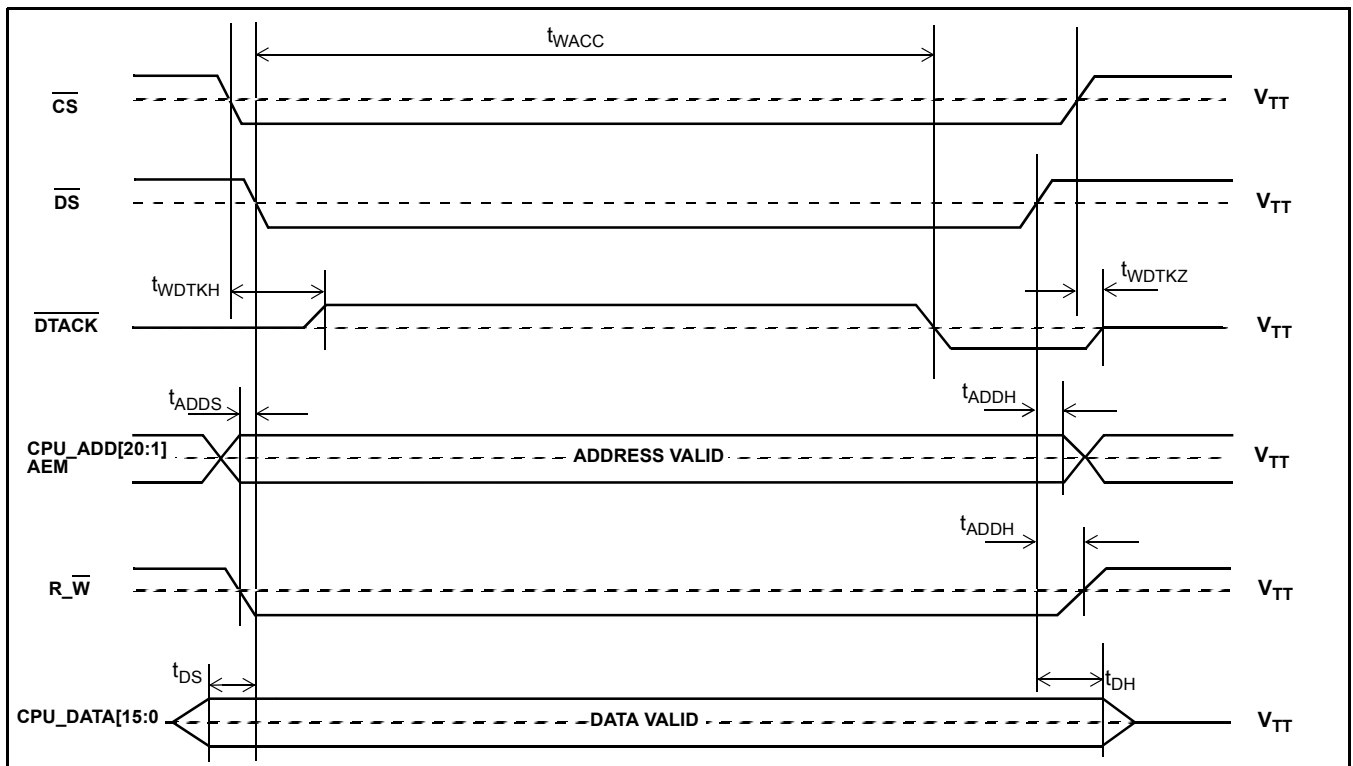 tWACC
CS VTT
DS VTT
tWDTKH tWDTKZ
DTACK VTT
tADDS tADDH
CPU_ADD[20:1]
AEM ADDRESS VALID VTT
tADDH
R_W VTT
tDS tDH
CPU_DATA[15:0 DATA VALID VTT